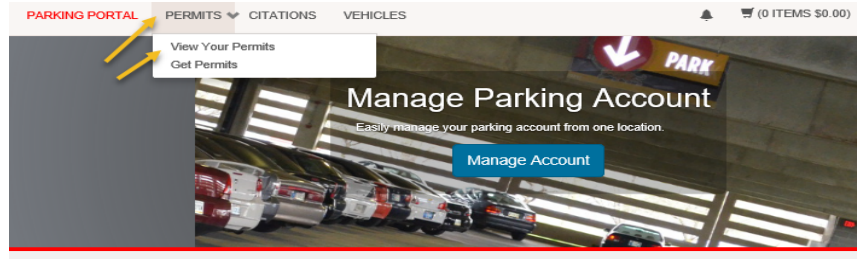 PARKING PORTAL PERMITS CITATIONS VEHICLES (0 ITEMS $0.00)
View Your Permits
Get Permits
PARK
Manage Parking Account
Easily manage your parking account from one location.
Manage Account